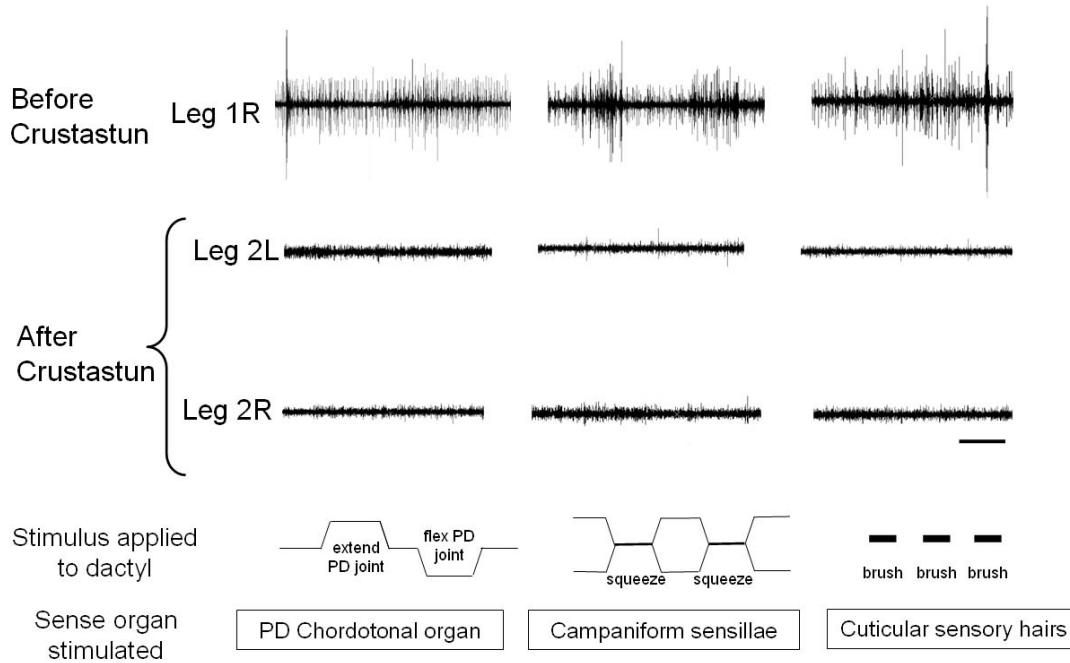 Before
Crustastun
Leg 1R
Leg 2L
After
Crustastun
Leg 2R
Stimulus applied
to dactyl
extend
PD joint
flex PD
joint
squeeze squeeze
brush brush brush
Sense organ
stimulated
PD Chordotonal organ
Campaniform sensillae
Cuticular sensory hairs